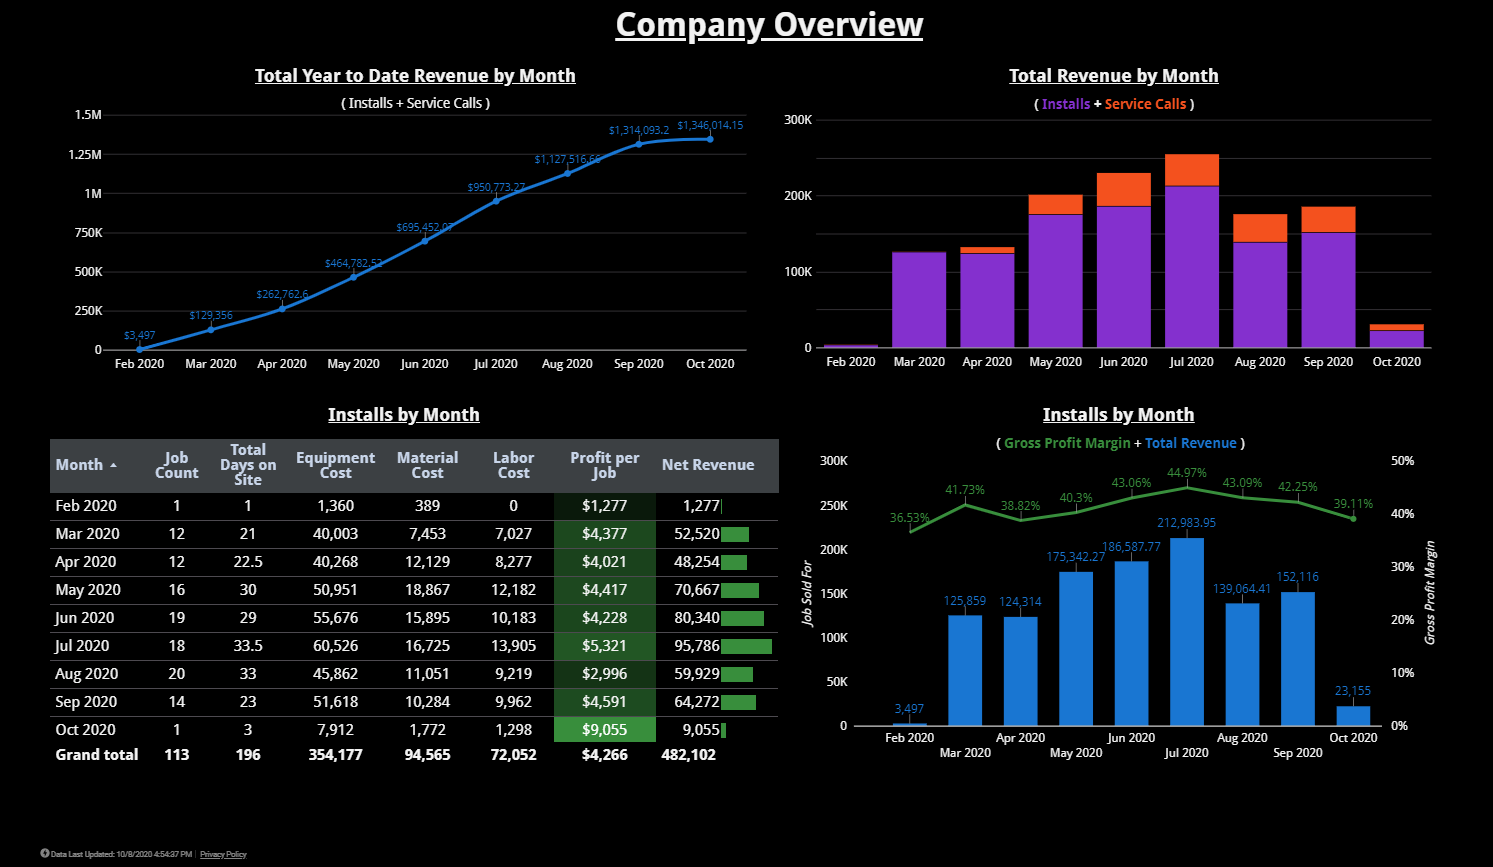 Company Overview
Total Year to Date Revenue by Month
( Installs + Service Calls )
1.5M
1.25M
1M
750K
500K
250K
0
$3,497
$129,356
$262,762.6
$464,782.53
$695,452.07
$950,773.27
$1,127,516.66
$1,314,093.2
$1,346,014.15
Feb 2020 Mar 2020 Apr 2020 May 2020 Jun 2020 Jul 2020 Aug 2020 Sep 2020 Oct 2020
Total Revenue by Month
( Installs + Service Calls )
300K
200K
100K
0
Feb 2020 Mar 2020 Apr 2020 May 2020 Jun 2020 Jul 2020 Aug 2020 Sep 2020 Oct 2020
Installs by Month
Month Job Count Total Days on Site Equipment Cost Material Cost Labor Cost Profit per Job Net Revenue
Feb 2020 1 1 1,360 389 0 $1,277 1,277
Mar 2020 12 21 40,003 7,453 7,027 $4,377 52,520
Apr 2020 12 22.5 40,268 12,129 8,277 $4,021 48,254
May 2020 16 30 50,951 18,867 12,182 $4,417 70,667
Jun 2020 19 29 55,676 15,895 10,183 $4,228 80,340
Jul 2020 18 33.5 60,526 16,725 13,905 $5,321 95,786
Aug 2020 20 33 45,862 11,051 9,219 $2,996 59,929
Sep 2020 14 23 51,618 10,284 9,962 $4,591 64,272
Oct 2020 1 3 7,912 1,772 1,298 $9,055 9,055
Grand total 113 196 354,177 94,565 72,052 $4,266 482,102
Installs by Month
( Gross Profit Margin + Total Revenue )
Job Sold For
300K
250K
200K
150K
100K
50K
0
36.53% 41.73% 38.82% 40.3% 43.06% 44.97% 43.09% 42.25% 39.11%
3,497 125,859 124,314 175,342.27 186,587.77 212,983.95 139,064.41 152,116 23,155
50%
40%
30%
20%
10%
0%
Gross Profit Margin
Feb 2020 Mar 2020 Apr 2020 May 2020 Jun 2020 Jul 2020 Aug 2020 Sep 2020 Oct 2020
Data Last Updated: 10/8/2020 4:54:37 PM | Privacy Policy